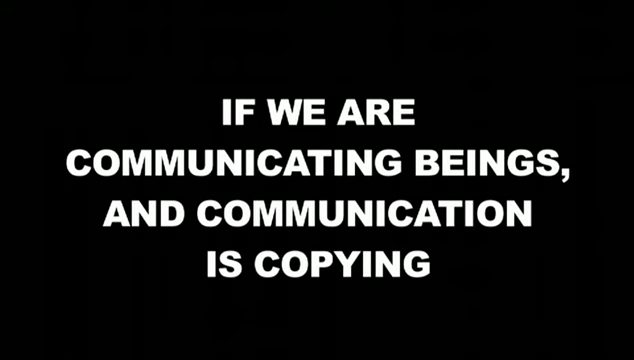 IF WE ARE
COMMUNICATING BEINGS,
AND COMMUNICATION
IS COPYING